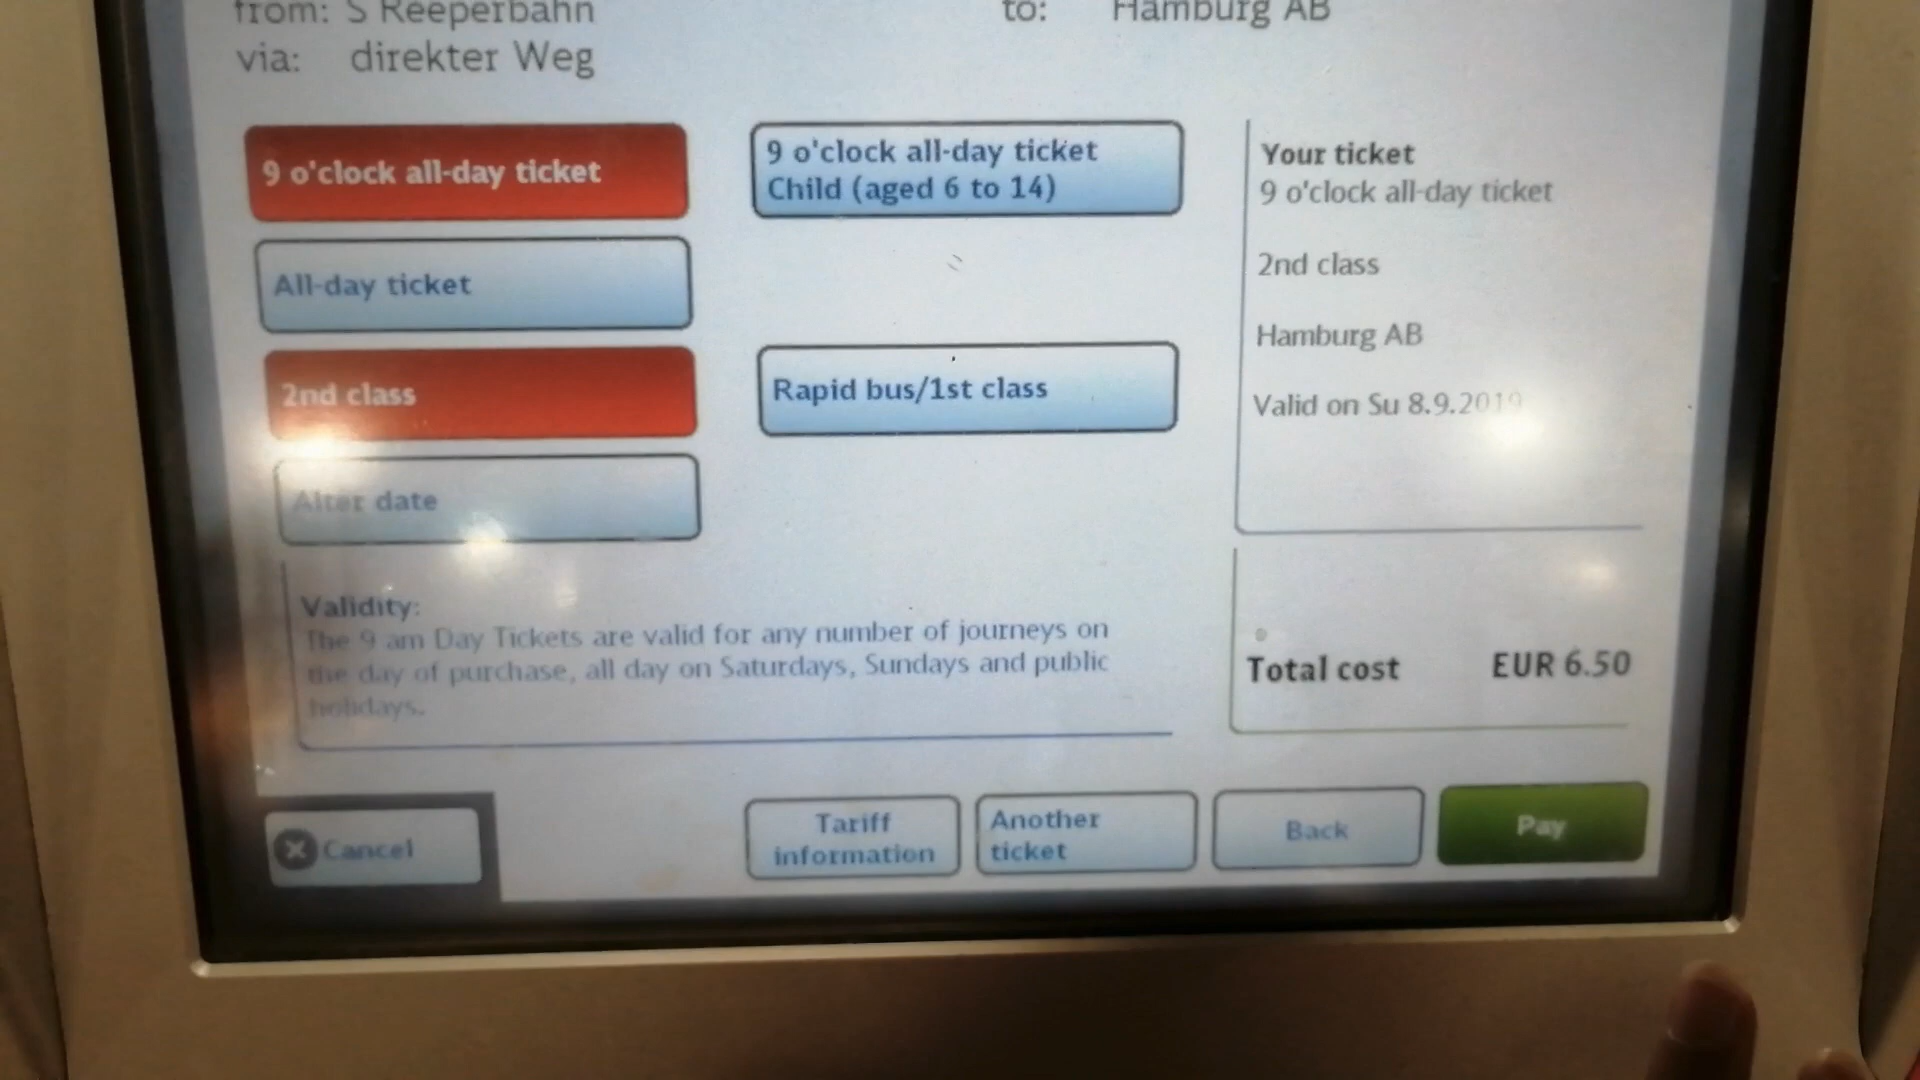 from: S Reeperbahn to: Hamburg AB
via: direkter Weg
9 o'clock all-day ticket
9 o'clock all-day ticket
Child (aged 6 to 14)
All-day ticket
2nd class
Rapid bus/1st class
Alter date
Your ticket
9 o'clock all-day ticket
2nd class
Hamburg AB
Valid on Su 8.9.2019
Validity:
The 9 am Day Tickets are valid for any number of journeys on
the day of purchase, all day on Saturdays, Sundays and public
holidays.
Total cost EUR 6.50
Cancel
Tariff
information
Another
ticket
Back
Pay